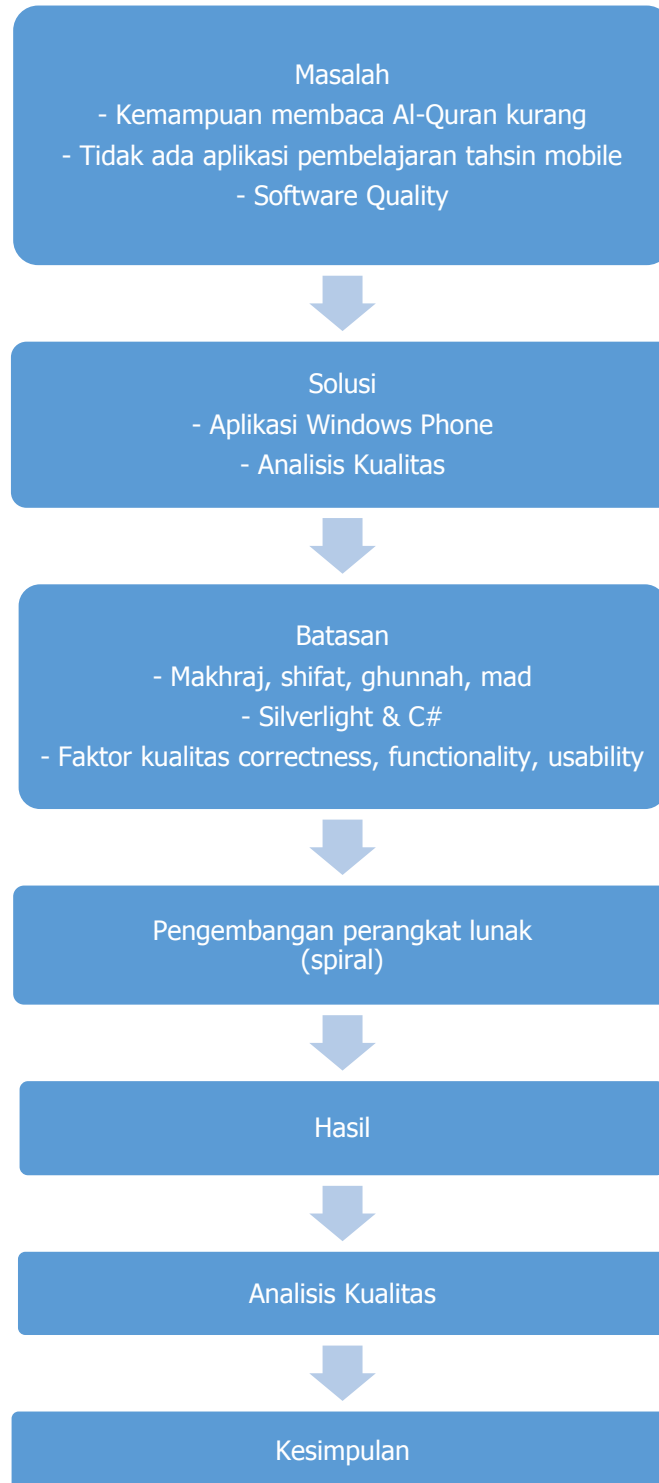 Masalah
- Kemampuan membaca Al-Quran kurang
- Tidak ada aplikasi pembelajaran tahsin mobile
- Software Quality
Solusi
- Aplikasi Windows Phone
- Analisis Kualitas
Batasan
- Makhraj, shifat, ghunnah, mad
- Silverlight & C#
- Faktor kualitas correctness, functionality, usability
Pengembangan perangkat lunak
(spiral)
Hasil
Analisis Kualitas
Kesimpulan